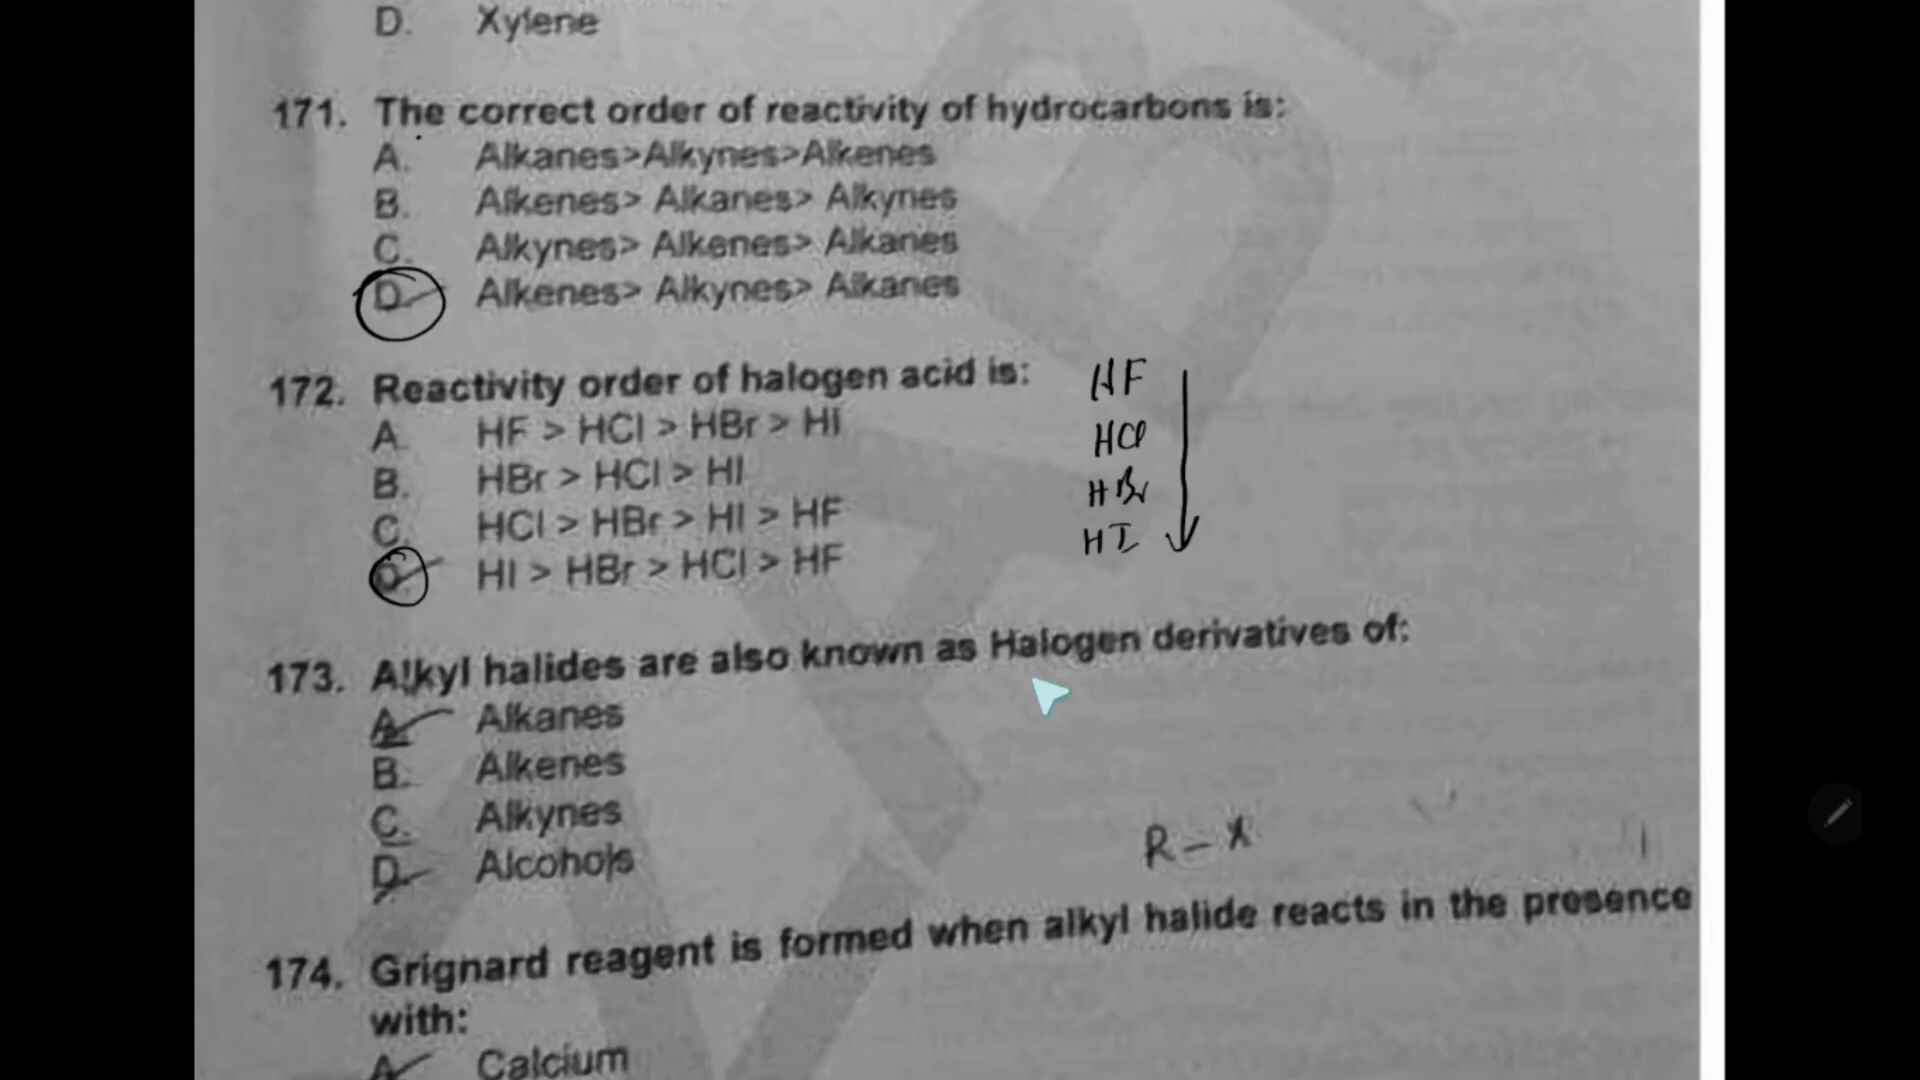 D. Xylene
171. The correct order of reactivity of hydrocarbons is:
A. Alkanes>Alkynes>Alkenes
B. Alkenes> Alkanes> Alkynes
C. Alkynes> Alkenes> Alkanes
D. Alkenes> Alkynes> Alkanes
172. Reactivity order of halogen acid is:
A. HF > HCl > HBr > HI
B. HBr > HCl > HI
C. HCl > HBr > HI > HF
D. HI > HBr > HCl > HF
HF
HCl
HBr
HI
173. Alkyl halides are also known as Halogen derivatives of:
A. Alkanes
B. Alkenes
C. Alkynes
D. Alcohols
R-X
174. Grignard reagent is formed when alkyl halide reacts in the presence
with:
A. Calcium